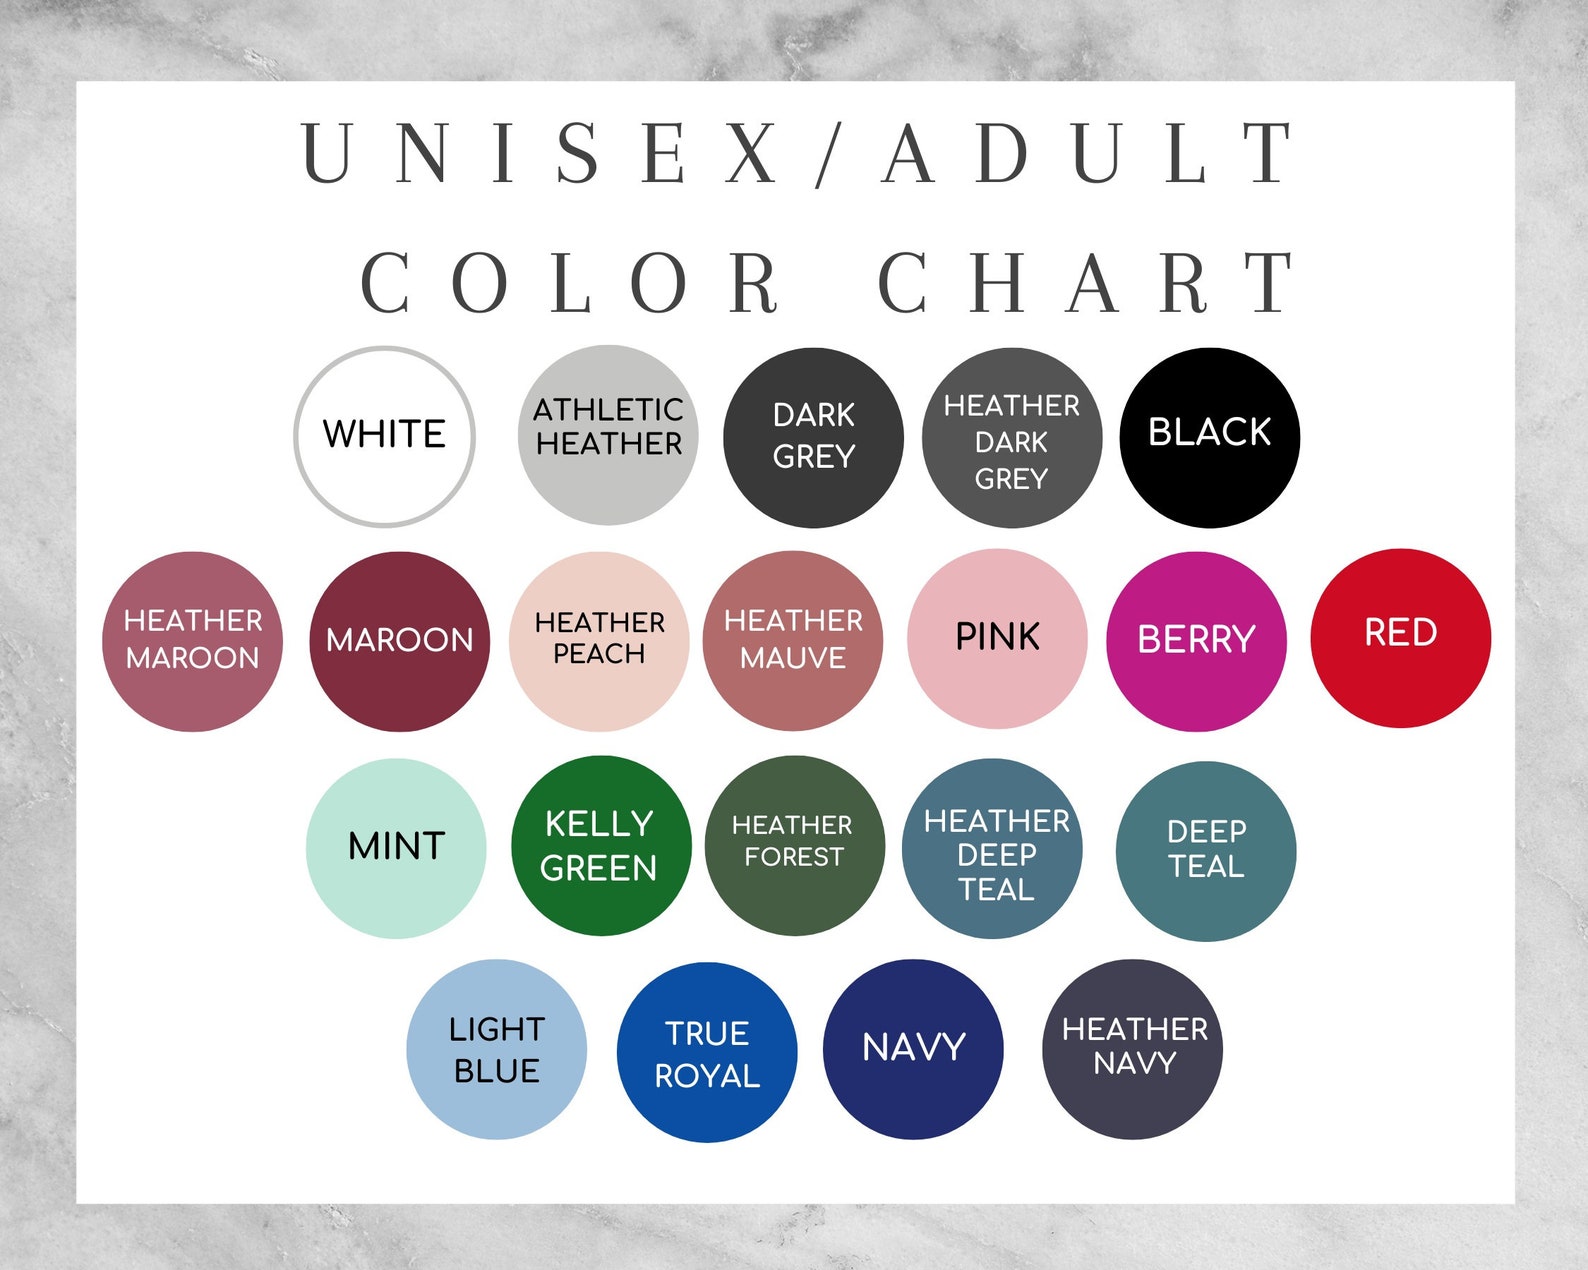 UNISEX/ADULT
COLOR CHART
WHITE
ATHLETIC
HEATHER
DARK
GREY
HEATHER
DARK
GREY
BLACK
HEATHER
MAROON
MAROON
HEATHER
PEACH
HEATHER
MAUVE
PINK
BERRY
RED
MINT
KELLY
GREEN
HEATHER
FOREST
HEATHER
DEEP
TEAL
DEEP
TEAL
LIGHT
BLUE
TRUE
ROYAL
NAVY
HEATHER
NAVY